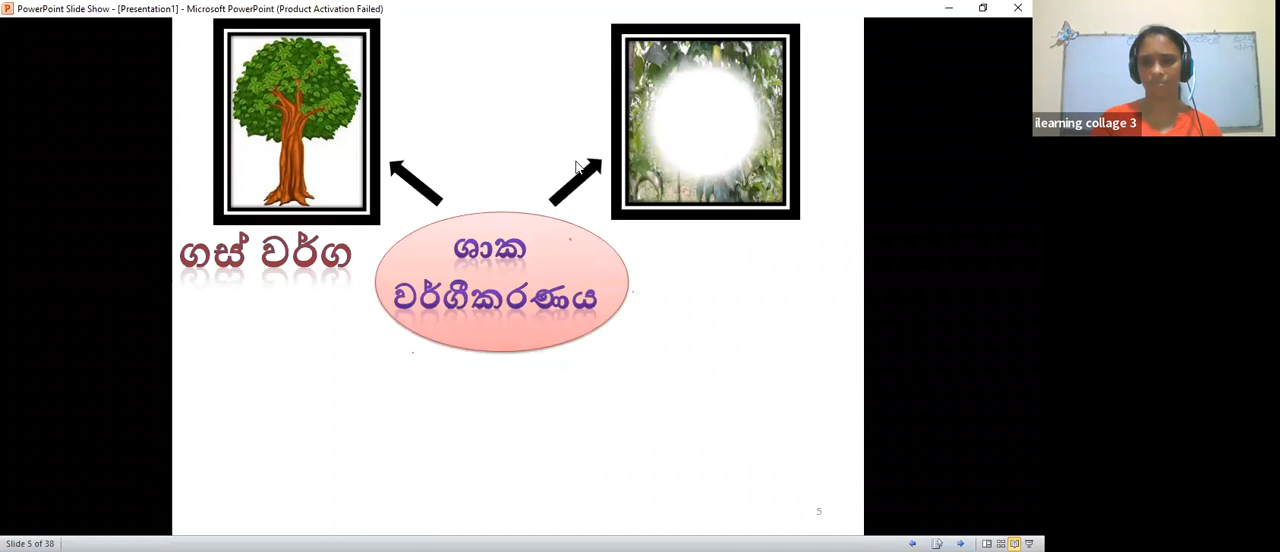 PowerPoint Slide Show - [Presentation1] - Microsoft PowerPoint (Product Activation Failed)
ilearning collage 3
ගස් වර්ග
ශාක
වර්ගීකරණය
5
Slide 5 of 38